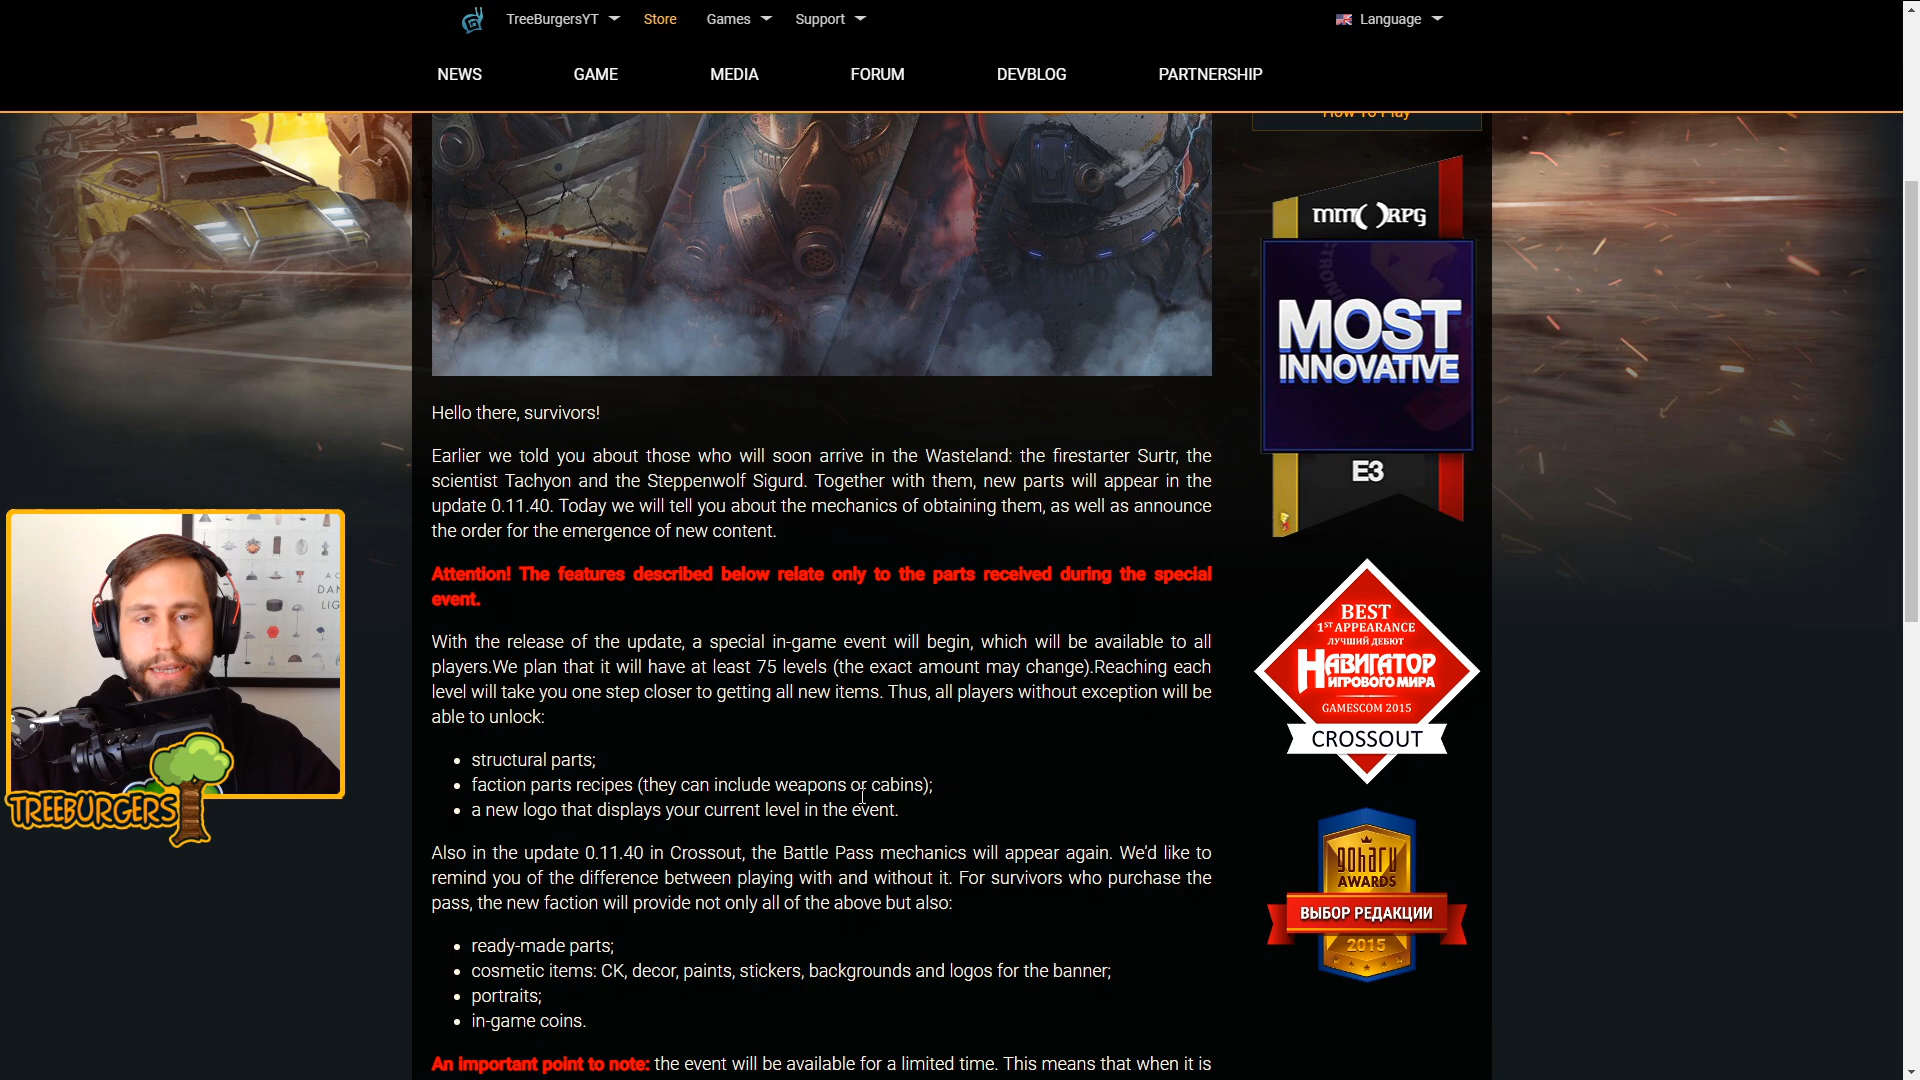 TreeBurgersYT
Store
Games
Support
Language
NEWS
GAME
MEDIA
FORUM
DEVBLOG
PARTNERSHIP
How To Play
Hello there, survivors!
Earlier we told you about those who will soon arrive in the Wasteland: the firestarter Surtr, the
scientist Tachyon and the Steppenwolf Sigurd. Together with them, new parts will appear in the
update 0.11.40. Today we will tell you about the mechanics of obtaining them, as well as announce
the order for the emergence of new content.
Attention! The features described below relate only to the parts received during the special
event.
With the release of the update, a special in-game event will begin, which will be available to all
players.We plan that it will have at least 75 levels (the exact amount may change).Reaching each
level will take you one step closer to getting all new items. Thus, all players without exception will be
able to unlock:
structural parts;
faction parts recipes (they can include weapons or cabins);
a new logo that displays your current level in the event.
Also in the update 0.11.40 in Crossout, the Battle Pass mechanics will appear again. We'd like to
remind you of the difference between playing with and without it. For survivors who purchase the
pass, the new faction will provide not only all of the above but also:
ready-made parts;
cosmetic items: CK, decor, paints, stickers, backgrounds and logos for the banner;
portraits;
in-game coins.
An important point to note: the event will be available for a limited time. This means that when it is
mm( )RPG
MOST
INNOVATIVE
E3
BEST
1ST APPEARANCE
ЛУЧШИЙ ДЕБЮТ
НАВИГАТОР
ИГРОВОГО МИРА
GAMESCOM 2015
CROSSOUT
goharu
AWARDS
ВЫБОР РЕДАКЦИИ
2015
TREEBURGERS